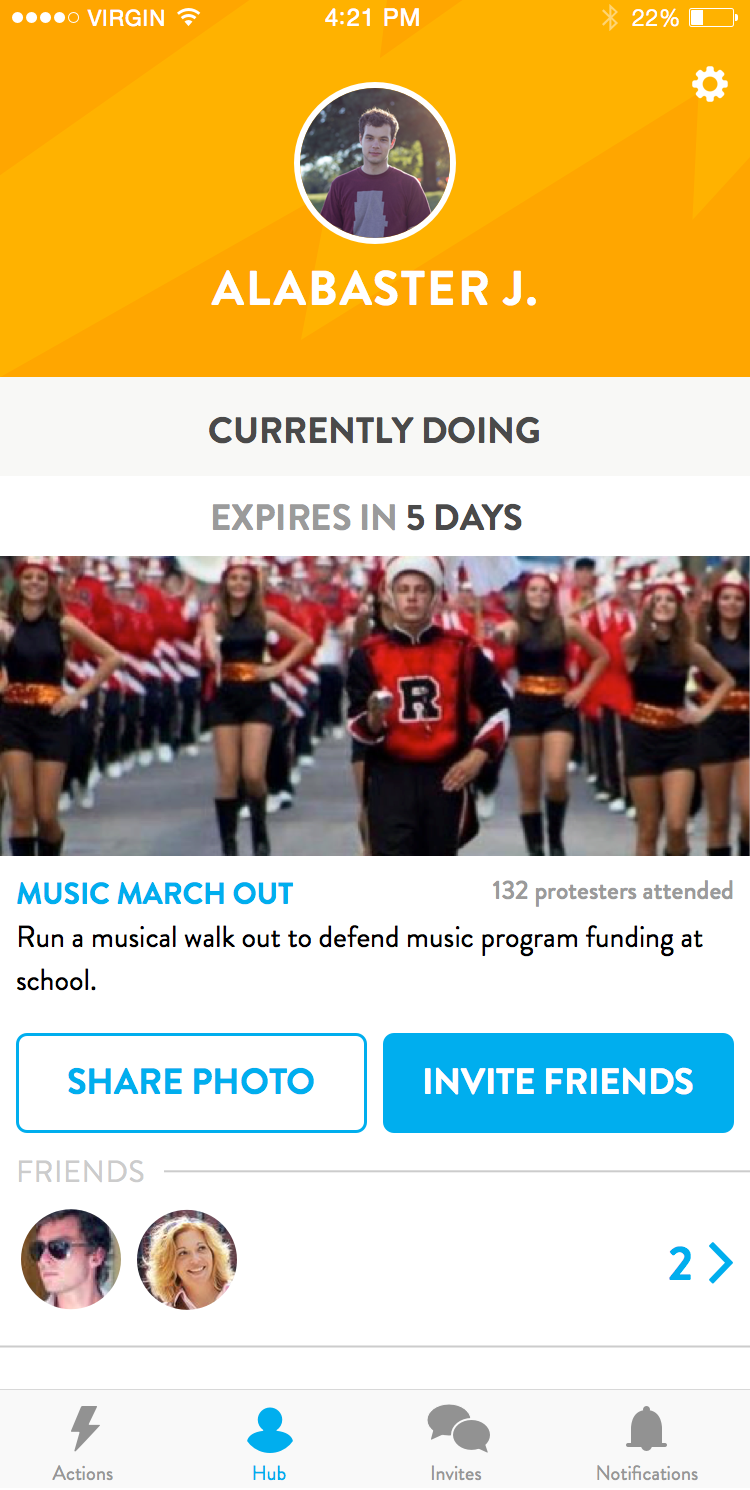 VIRGIN 4:21 PM 22%
ALABASTER J.
CURRENTLY DOING
EXPIRES IN 5 DAYS
R
MUSIC MARCH OUT 132 protesters attended
Run a musical walk out to defend music program funding at
school.
SHARE PHOTO INVITE FRIENDS
FRIENDS
2
Actions Hub Invites Notifications